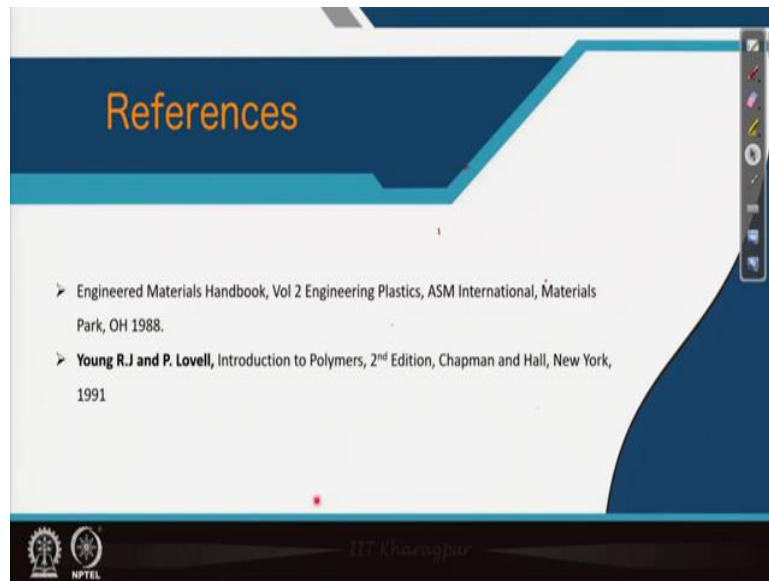 References
➢ Engineered Materials Handbook, Vol 2 Engineering Plastics, ASM International, Materials
Park, OH 1988.
➢ Young R.J and P. Lovell, Introduction to Polymers, 2nd Edition, Chapman and Hall, New York,
1991
IIT Kharagpur
NPTEL